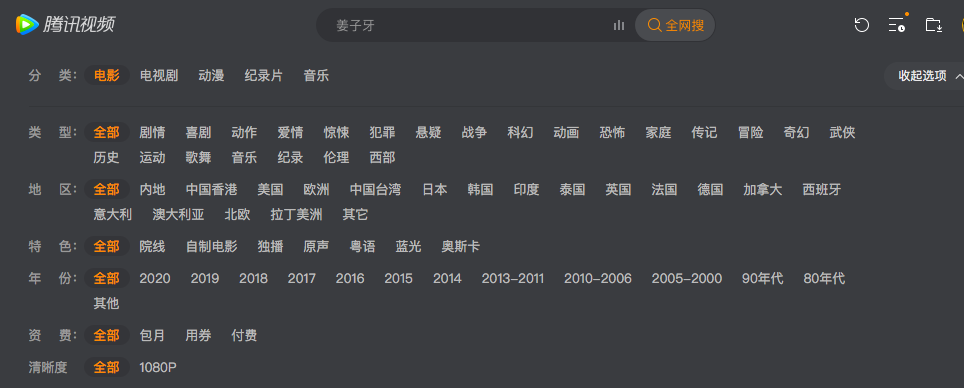 腾讯视频 姜子牙 全网搜
分 类： 电影 电视剧 动漫 纪录片 音乐 收起选项
类 型： 全部 剧情 喜剧 动作 爱情 惊悚 犯罪 悬疑 战争 科幻 动画 恐怖 家庭 传记 冒险 奇幻 武侠
历史 运动 歌舞 音乐 纪录 伦理 西部
地 区： 全部 内地 中国香港 美国 欧洲 中国台湾 日本 韩国 印度 泰国 英国 法国 德国 加拿大 西班牙
意大利 澳大利亚 北欧 拉丁美洲 其它
特 色： 全部 院线 自制电影 独播 原声 粤语 蓝光 奥斯卡
年 份： 全部 2020 2019 2018 2017 2016 2015 2014 2013-2011 2010-2006 2005-2000 90年代 80年代
其他
资 费： 全部 包月 用券 付费
清晰度 全部 1080P